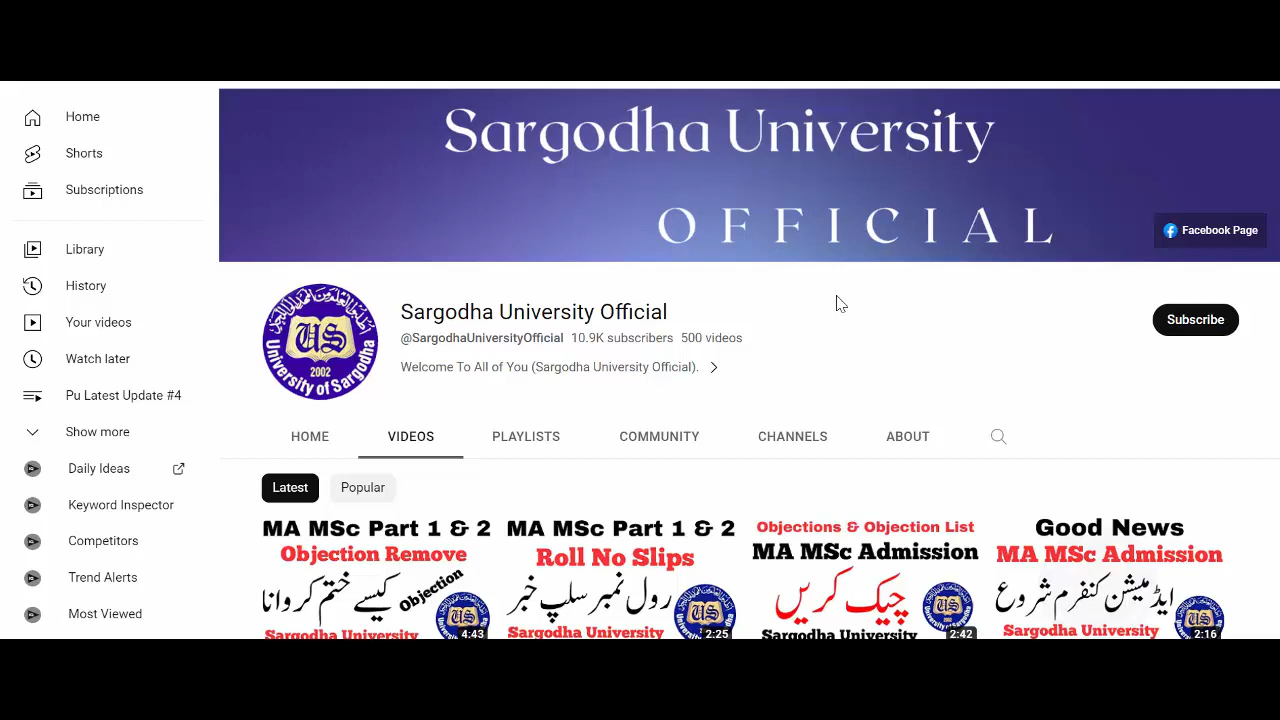 Sargodha University
OFFICIAL
Facebook Page
Home
Shorts
Subscriptions
Library
History
Your videos
Watch later
Pu Latest Update #4
Show more
Daily Ideas
Keyword Inspector
Competitors
Trend Alerts
Most Viewed
US
2002
University of Sargodha
Sargodha University Official
@SargodhaUniversityOfficial 10.9K subscribers 500 videos
Welcome To All of You (Sargodha University Official).
Subscribe
HOME VIDEOS PLAYLISTS COMMUNITY CHANNELS ABOUT
Latest Popular
MA MSc Part 1 & 2
Objection Remove
Objection کیسے ختم کروانا
Sargodha University
4:43
MA MSc Part 1 & 2
Roll No Slips
رول نمبر سلپ خبر
Sargodha University
2:25
Objections & Objection List
MA MSc Admission
چیک کریں
Sargodha University
2:42
Good News
MA MSc Admission
ایڈمیشن کنفرم شروع
Sargodha University
2:16